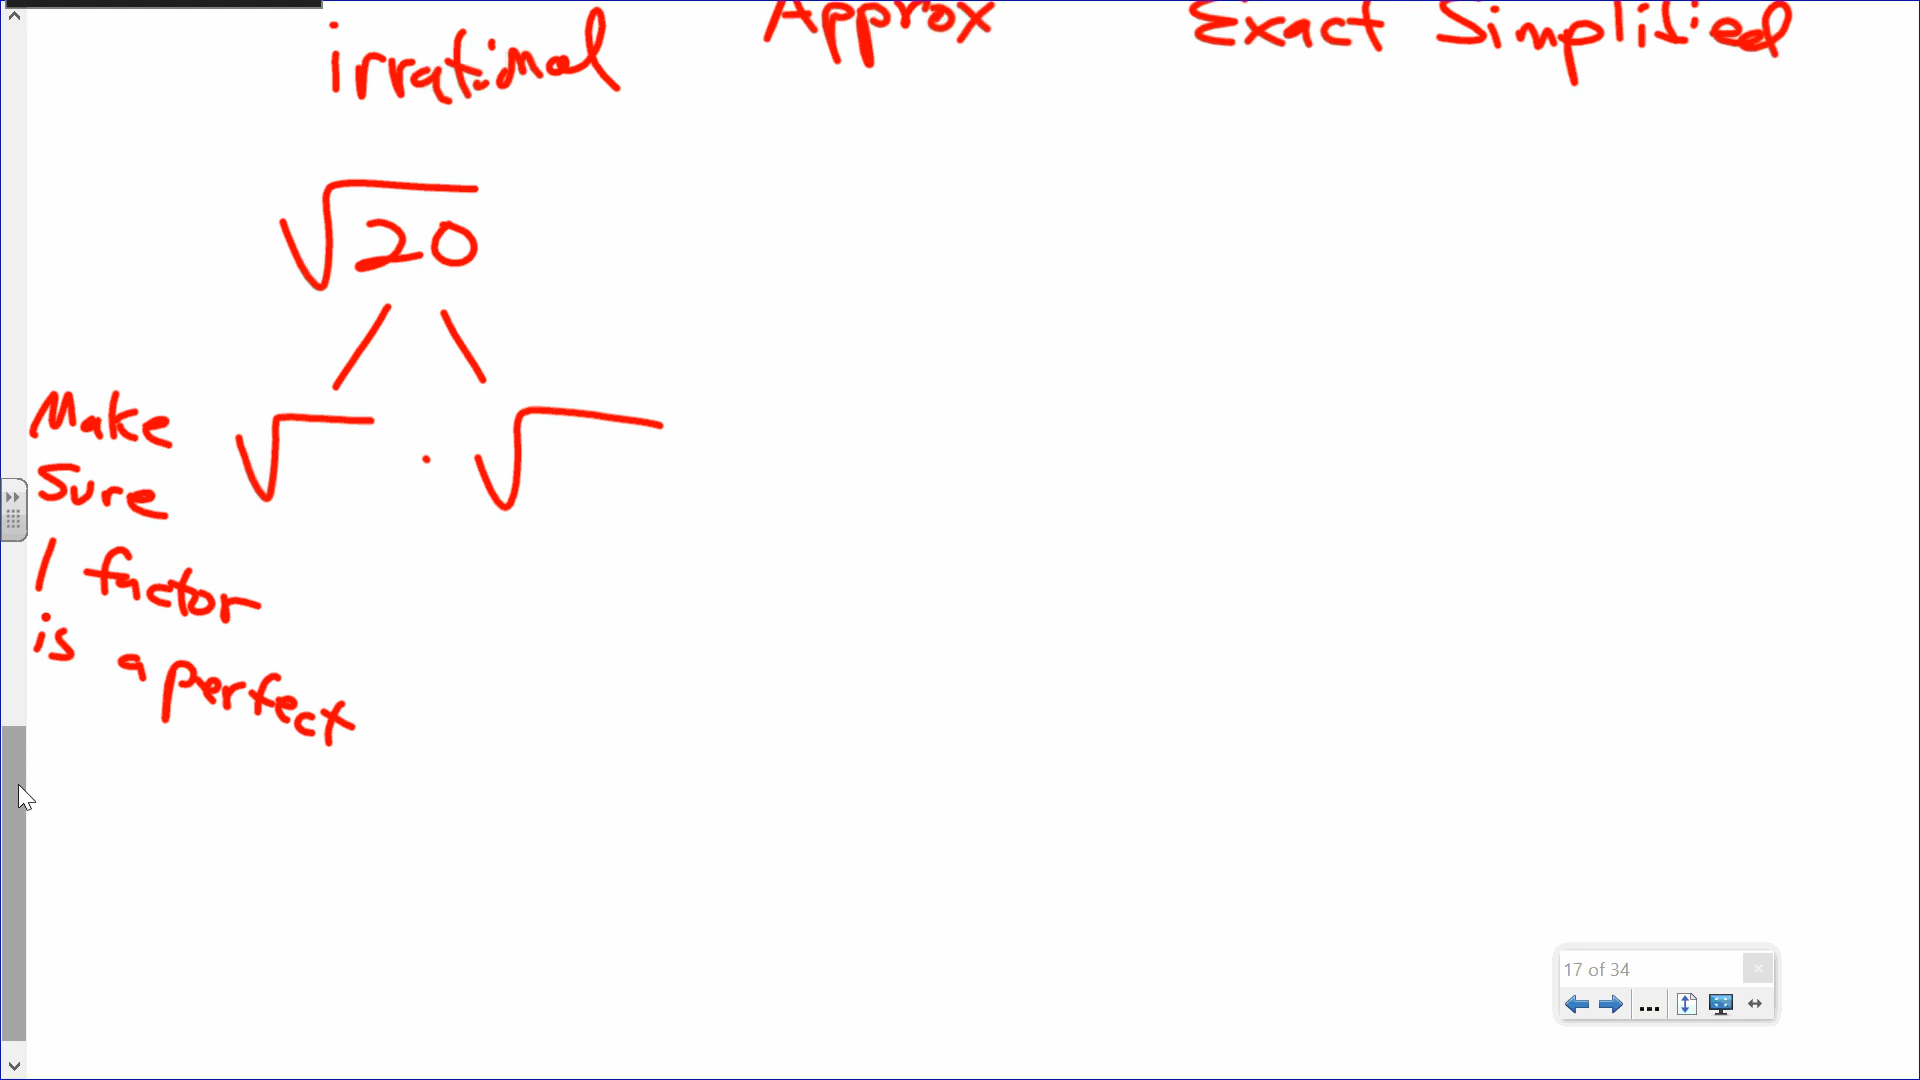 irrational Approx Exact Simplified
√20
√ · √
Make
Sure
1 factor
is a perfect
17 of 34